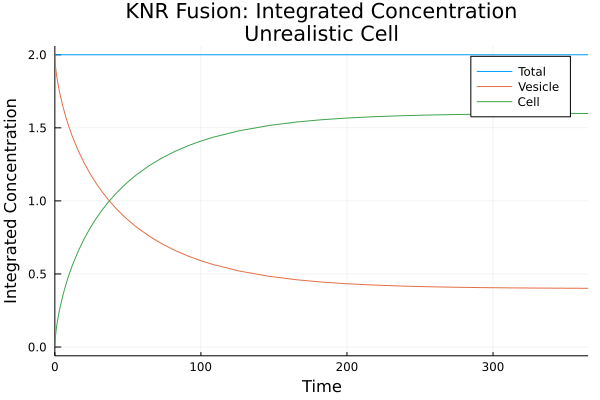 KNR Fusion: Integrated Concentration
Unrealistic Cell
Integrated Concentration
2.0
1.5
1.0
0.5
0.0
Total
Vesicle
Cell
0 100 200 300
Time